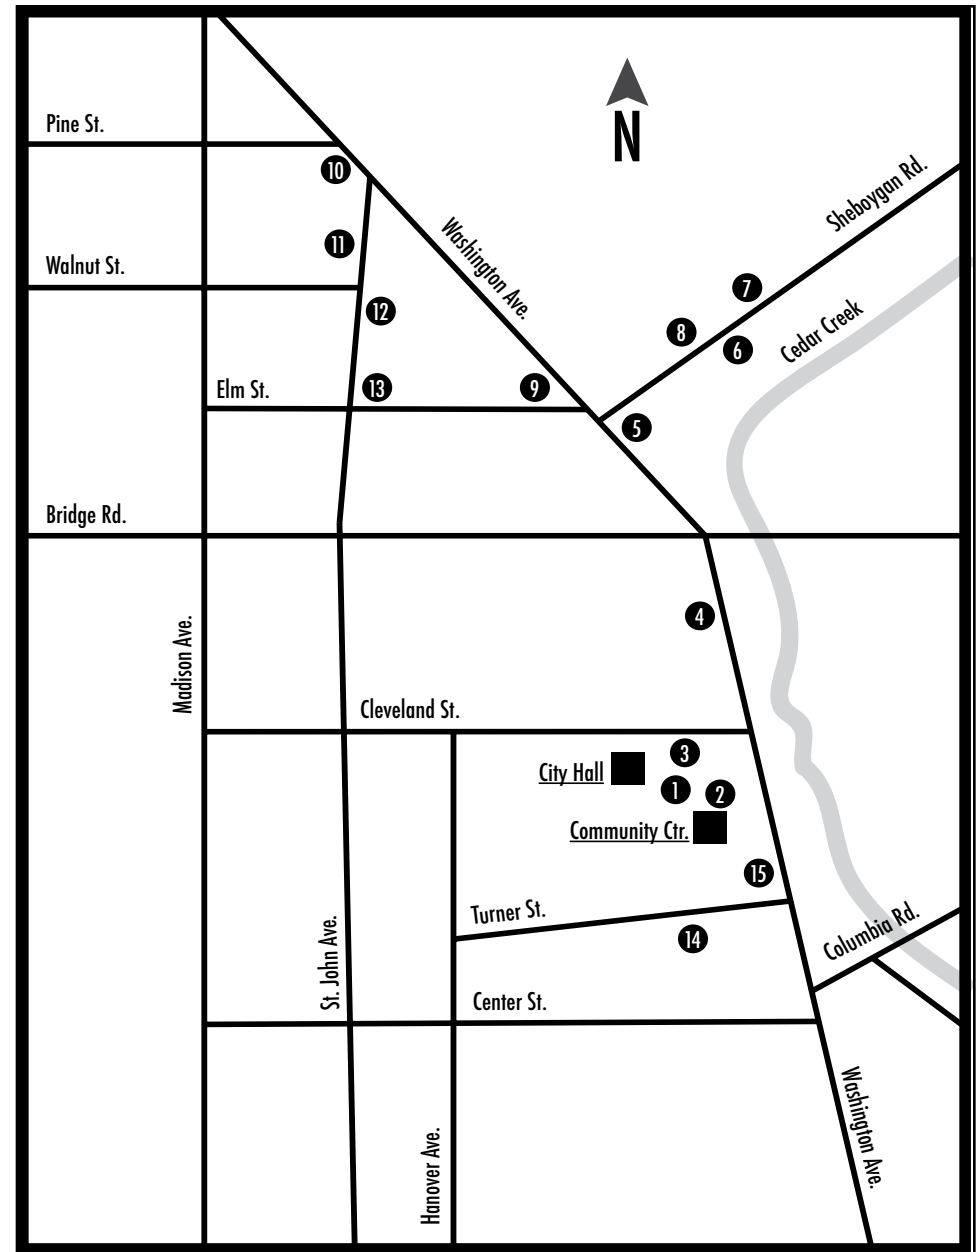 Pine St.
N
10
Sheboygan Rd.
Washington Ave.
11
Walnut St.
7
12
8
Cedar Creek
6
Elm St.
13
9
5
Bridge Rd.
4
Madison Ave.
Cleveland St.
3
City Hall
1
2
Community Ctr.
15
Turner St.
14
Columbia Rd.
St. John Ave.
Center St.
Washington Ave.
Hanover Ave.